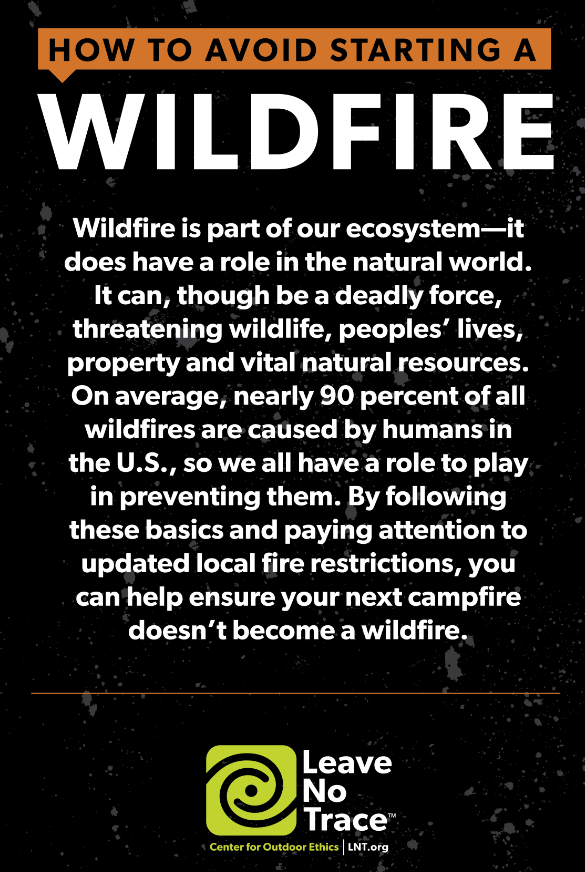 HOW TO AVOID STARTING A
WILDFIRE
Wildfire is part of our ecosystem—it
does have a role in the natural world.
It can, though be a deadly force,
threatening wildlife, peoples’ lives,
property and vital natural resources.
On average, nearly 90 percent of all
wildfires are caused by humans in
the U.S., so we all have a role to play
in preventing them. By following
these basics and paying attention to
updated local fire restrictions, you
can help ensure your next campfire
doesn’t become a wildfire.
Leave
No
Trace™
Center for Outdoor Ethics | LNT.org